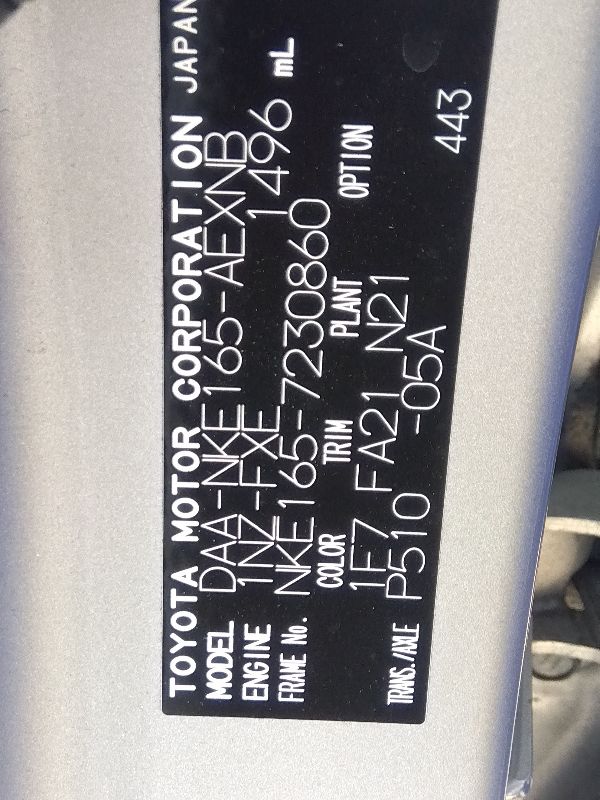 TOYOTA MOTOR CORPORATION JAPAN
MODEL DAA-NKE165-AEXNB
ENGINE 1NZ-FXE 1496 mL
FRAME No. NKE165-7230860
COLOR TRIM PLANT OPTION
1F7 FA21 N21
TRANS./AXLE P510 -05A 443